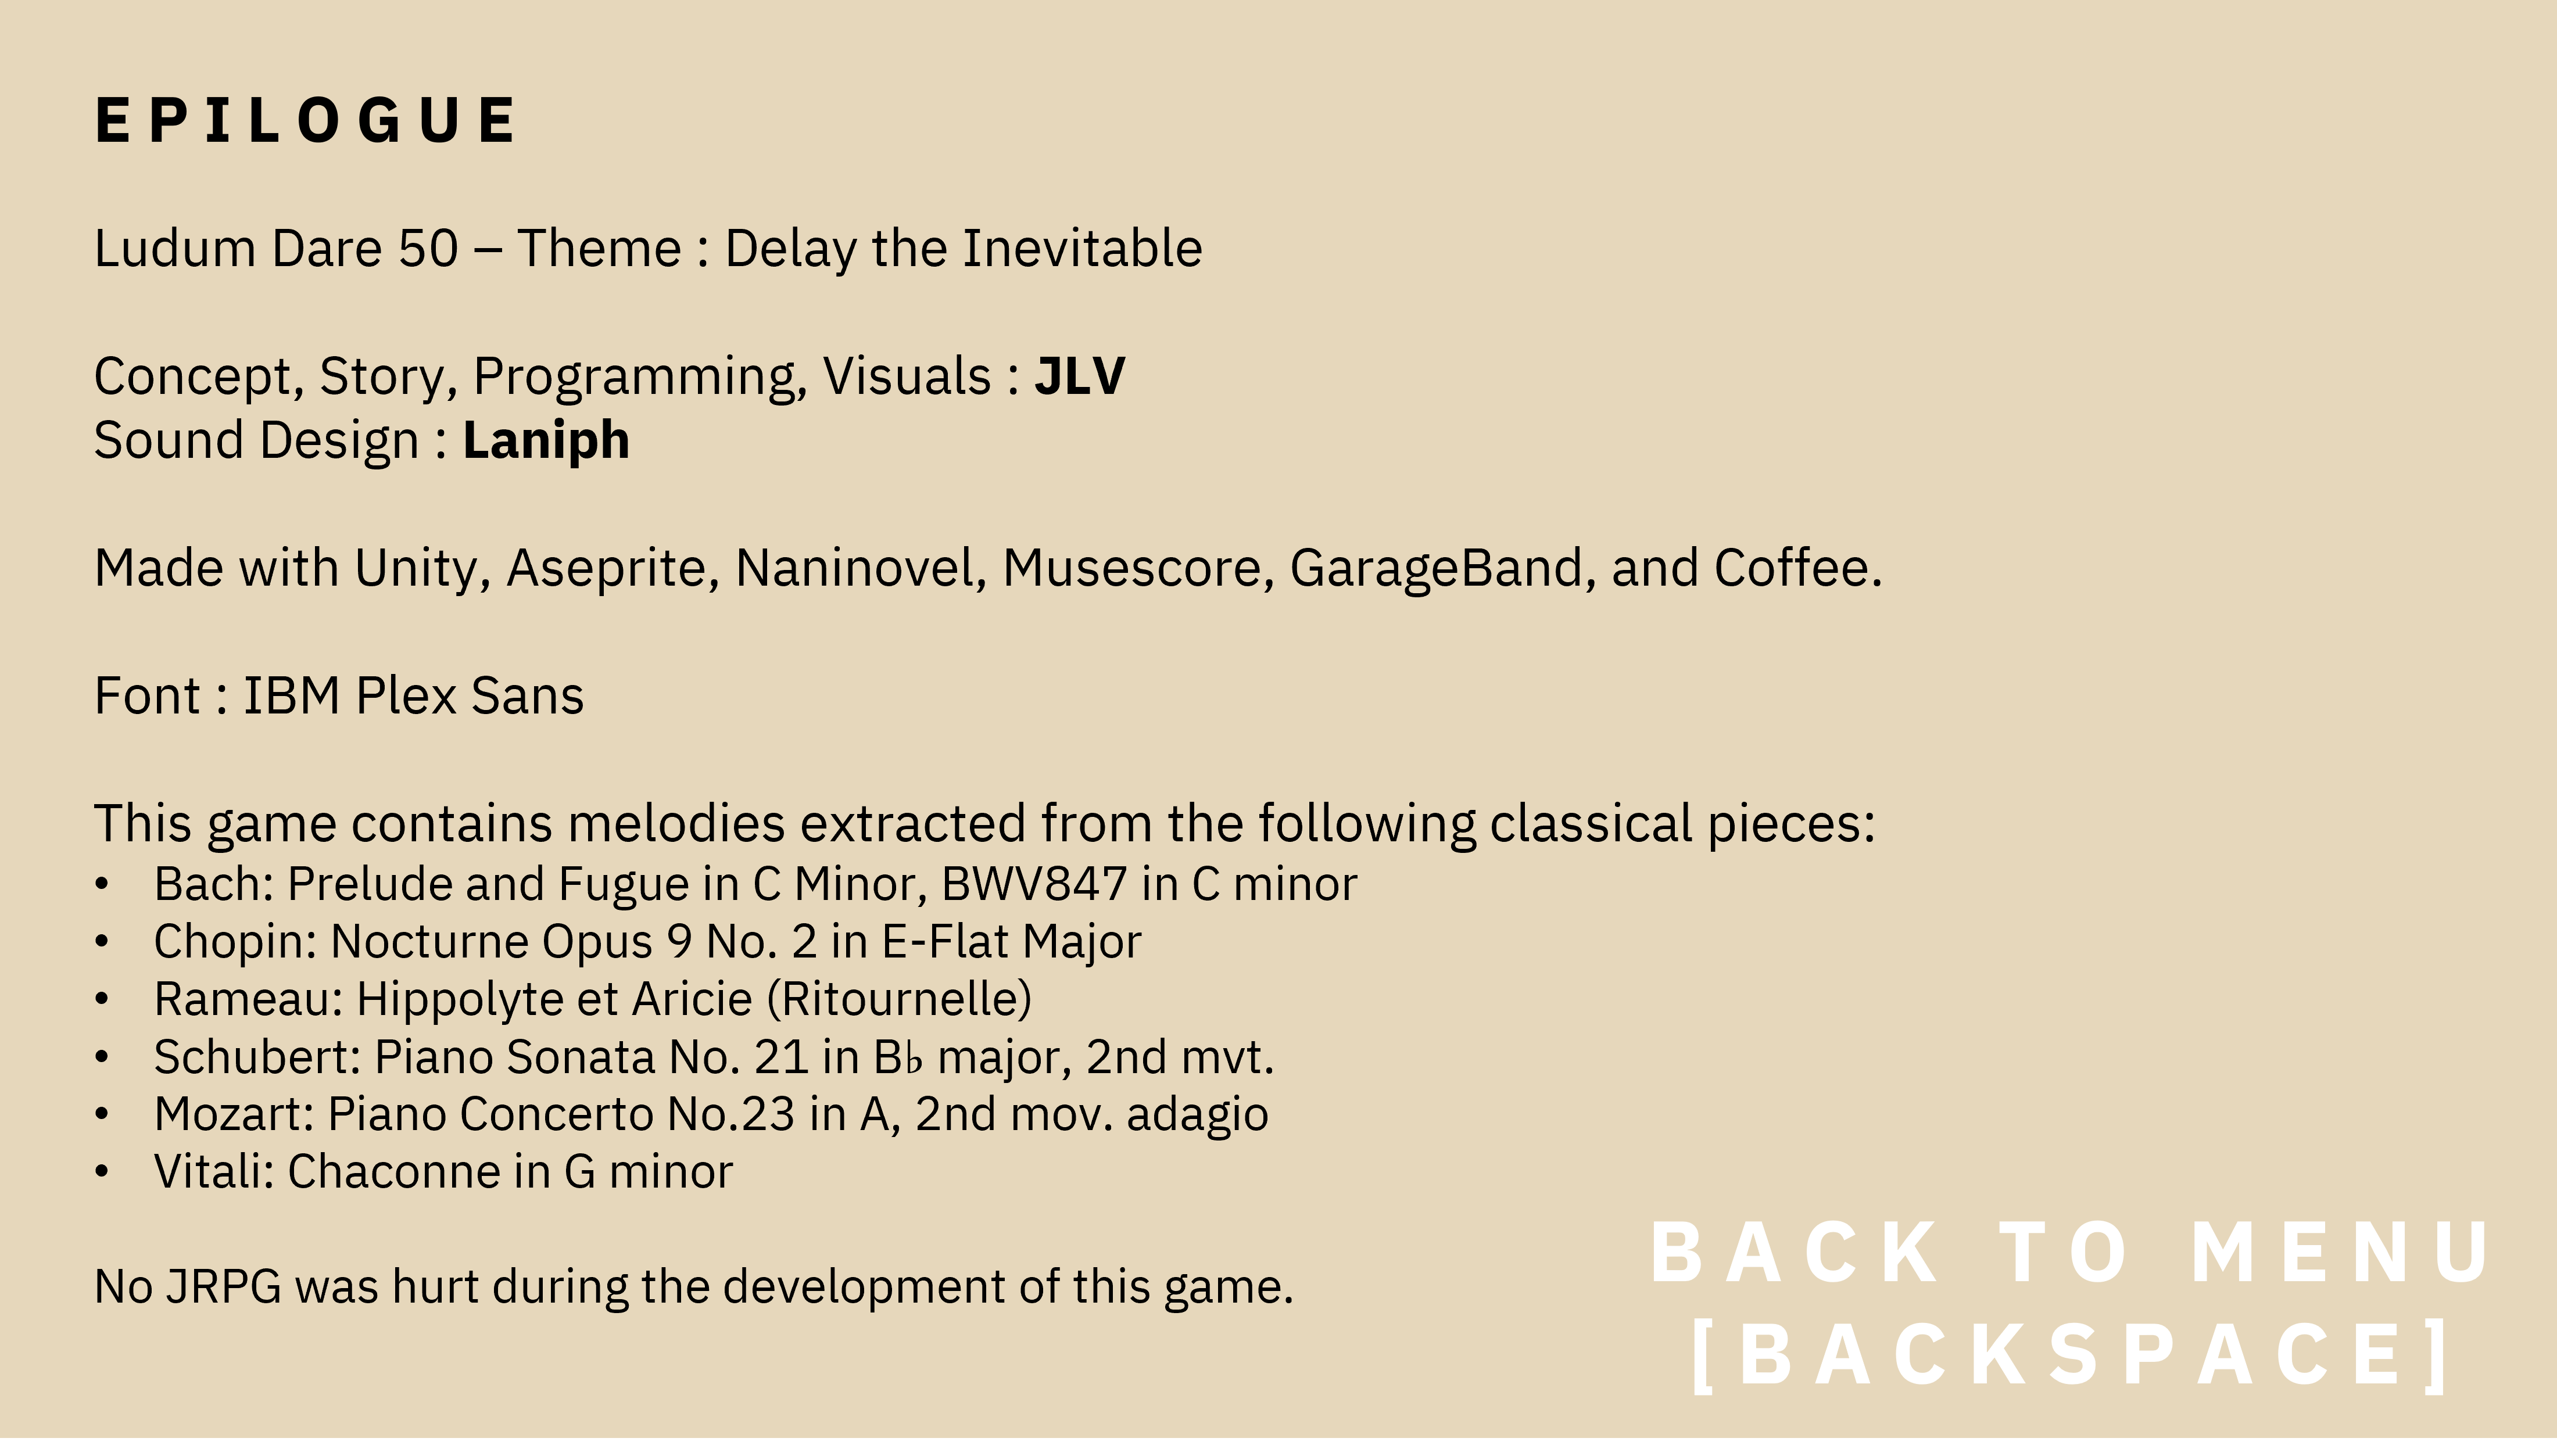 EPILOGUE
Ludum Dare 50 – Theme : Delay the Inevitable
Concept, Story, Programming, Visuals : JLV
Sound Design : Laniph
Made with Unity, Aseprite, Naninovel, Musescore, GarageBand, and Coffee.
Font : IBM Plex Sans
This game contains melodies extracted from the following classical pieces:
• Bach: Prelude and Fugue in C Minor, BWV847 in C minor
• Chopin: Nocturne Opus 9 No. 2 in E-Flat Major
• Rameau: Hippolyte et Aricie (Ritournelle)
• Schubert: Piano Sonata No. 21 in B♭ major, 2nd mvt.
• Mozart: Piano Concerto No.23 in A, 2nd mov. adagio
• Vitali: Chaconne in G minor
No JRPG was hurt during the development of this game.
BACK TO MENU
[BACKSPACE]